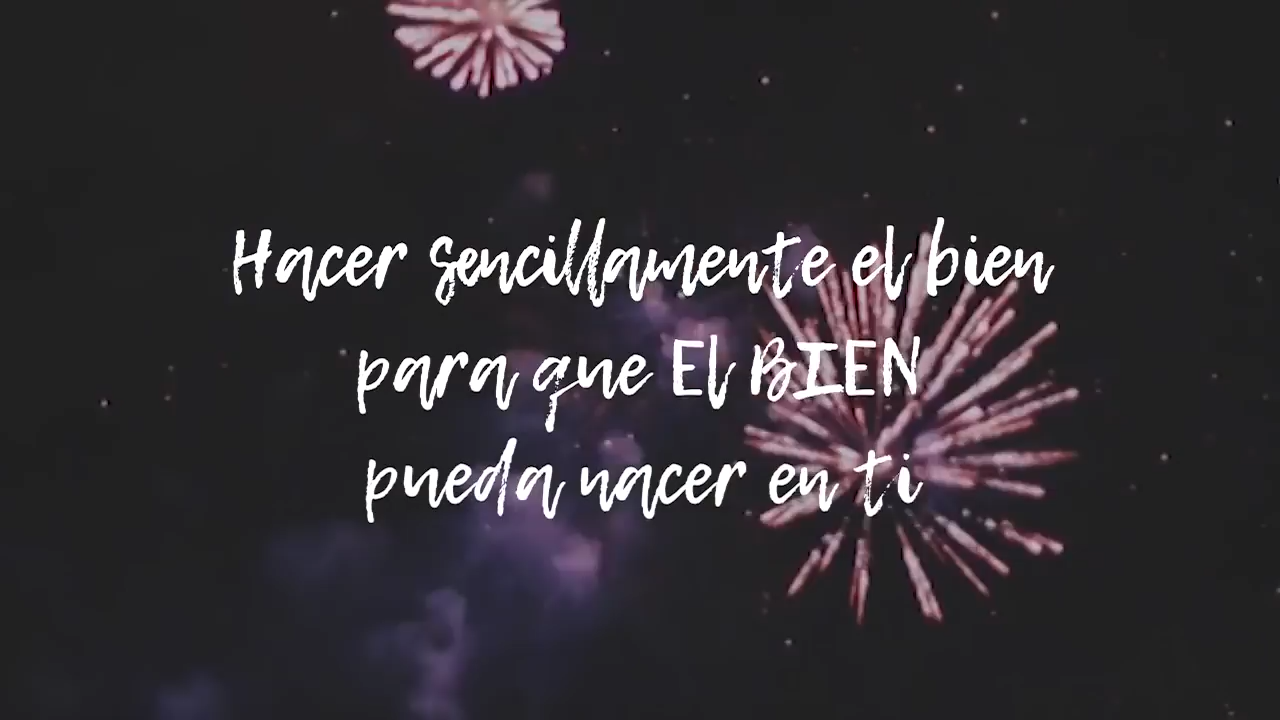 Hacer sencillamente el bien
para que El BIEN
pueda nacer en ti